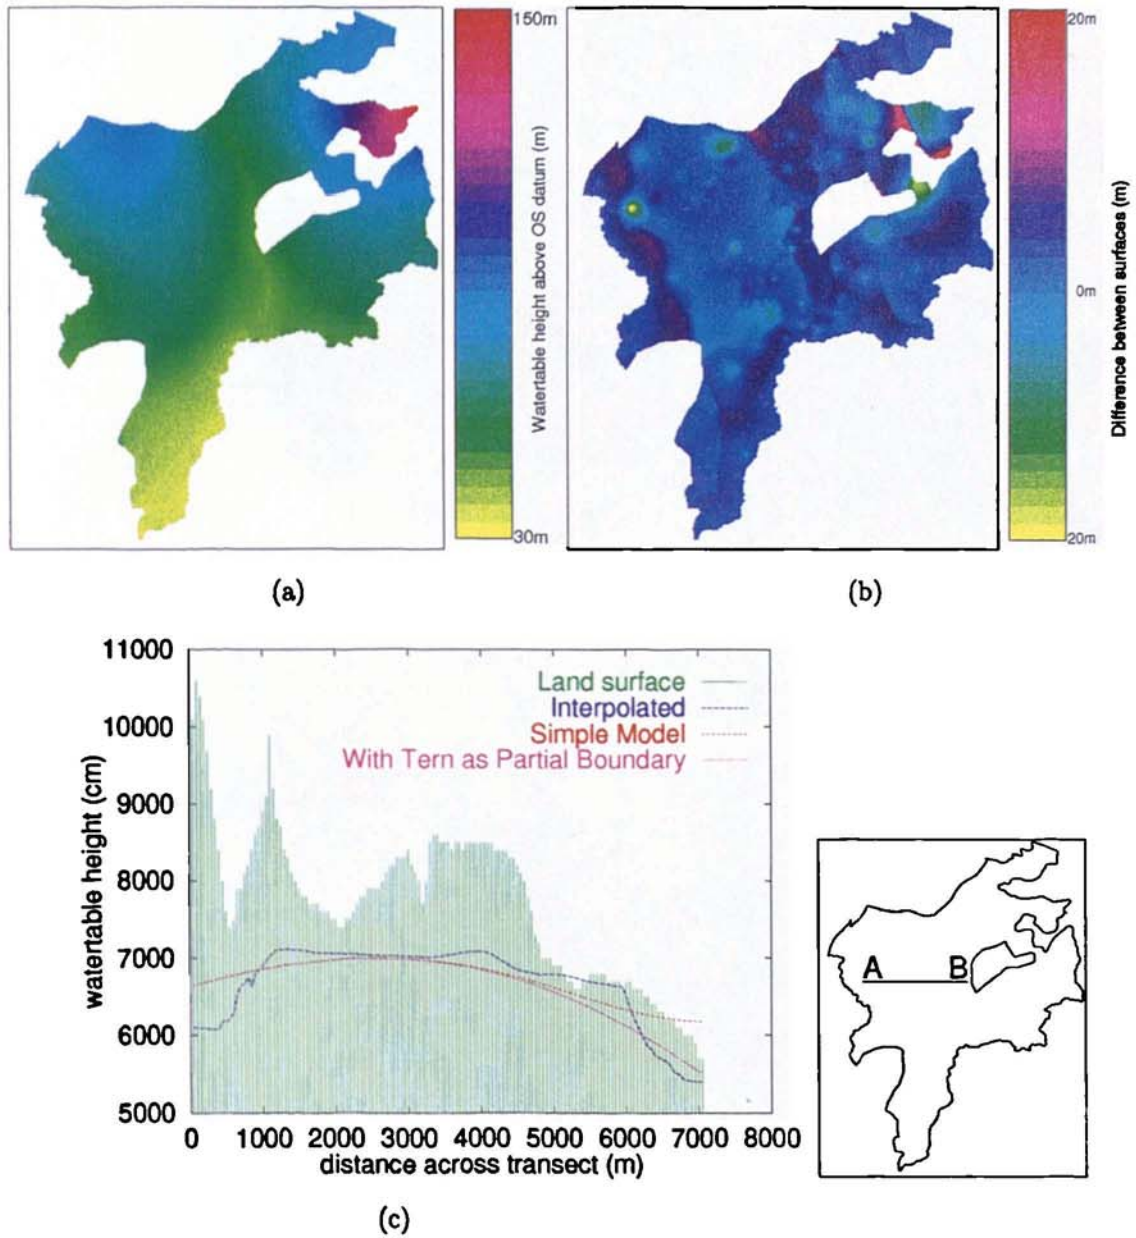 150m
Watertable height above OS datum (m)
30m
20m
0m
Difference between surfaces (m)
20m
(a)
(b)
11000
10000
9000
8000
7000
6000
5000
watertable height (cm)
Land surface
Interpolated
Simple Model
With Tern as Partial Boundary
0 1000 2000 3000 4000 5000 6000 7000 8000
distance across transect (m)
A B
(c)